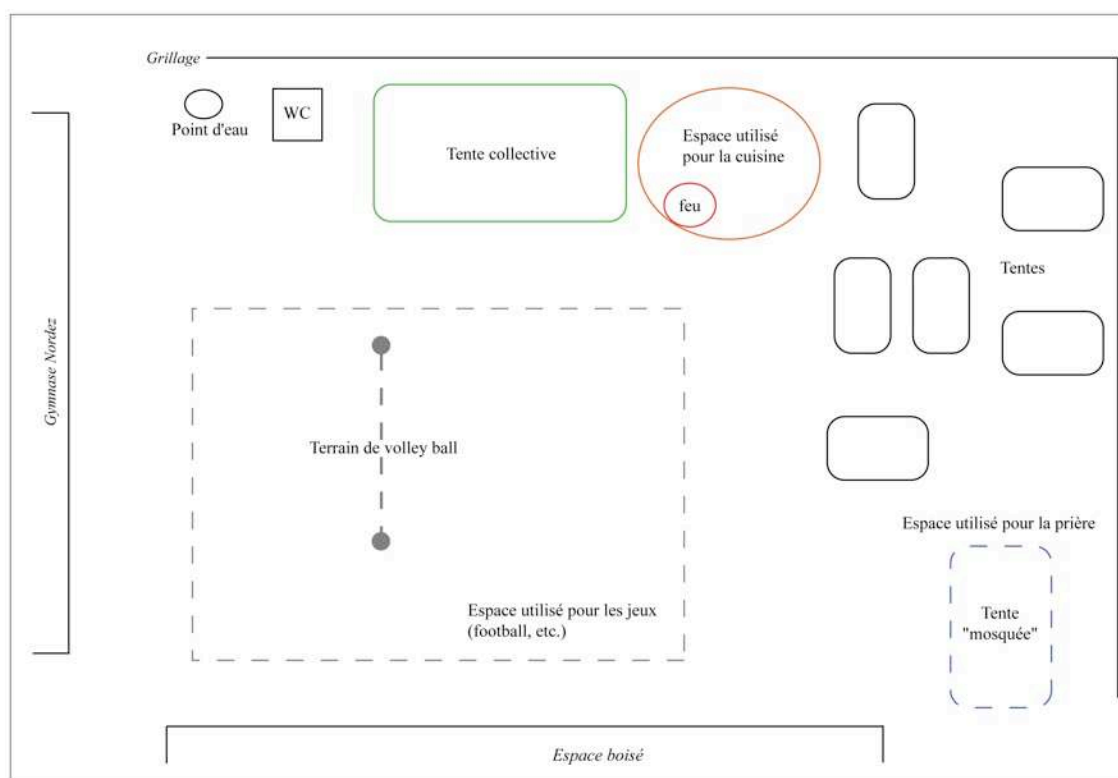 Grillage
Point d'eau
WC
Tente collective
Espace utilisé
pour la cuisine
feu
Tentes
Gymnase Nordez
Terrain de volley ball
Espace utilisé pour les jeux
(football, etc.)
Espace utilisé pour la prière
Tente
"mosquée"
Espace boisé